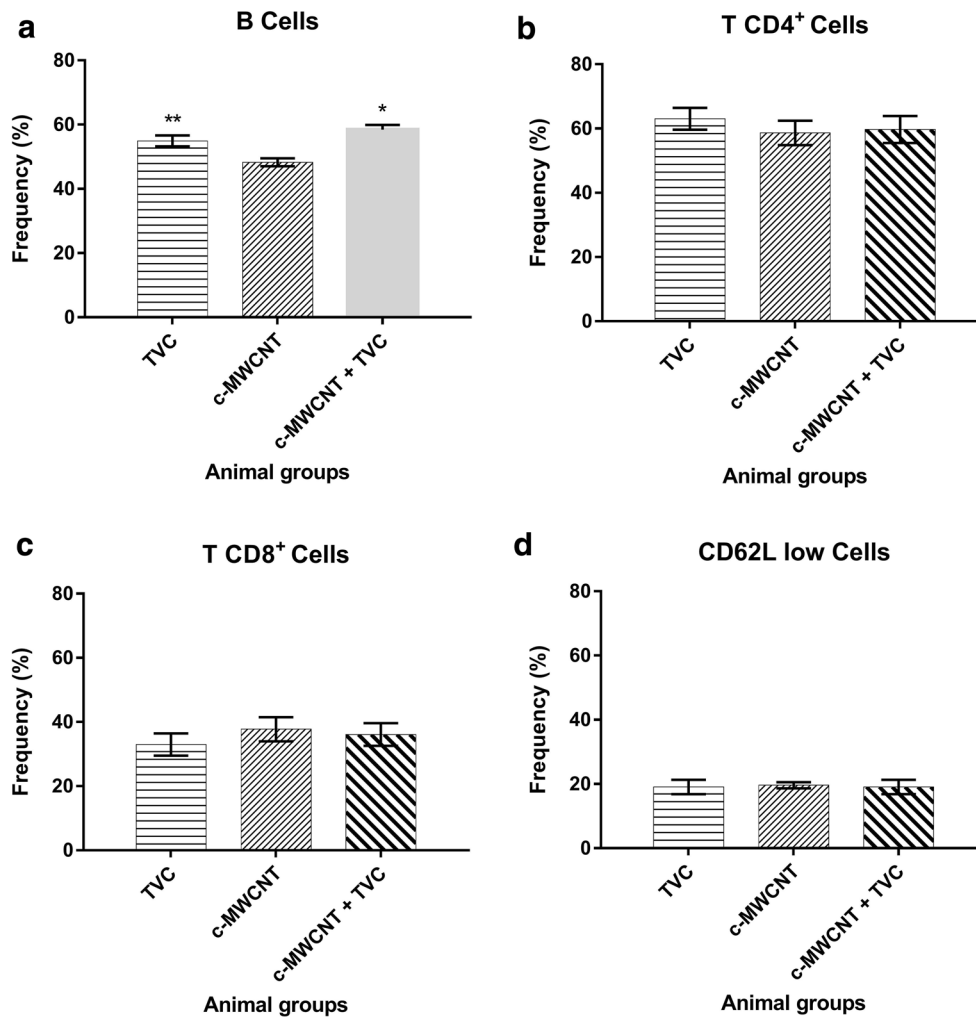 a
B Cells
Frequency (%)
80
60
40
20
0
**
*
TVC
c-MWCNT
c-MWCNT + TVC
Animal groups
b
T CD4⁺ Cells
Frequency (%)
80
60
40
20
0
TVC
c-MWCNT
c-MWCNT + TVC
Animal groups
c
T CD8⁺ Cells
Frequency (%)
80
60
40
20
0
TVC
c-MWCNT
c-MWCNT + TVC
Animal groups
d
CD62L low Cells
Frequency (%)
80
60
40
20
0
TVC
c-MWCNT
c-MWCNT + TVC
Animal groups